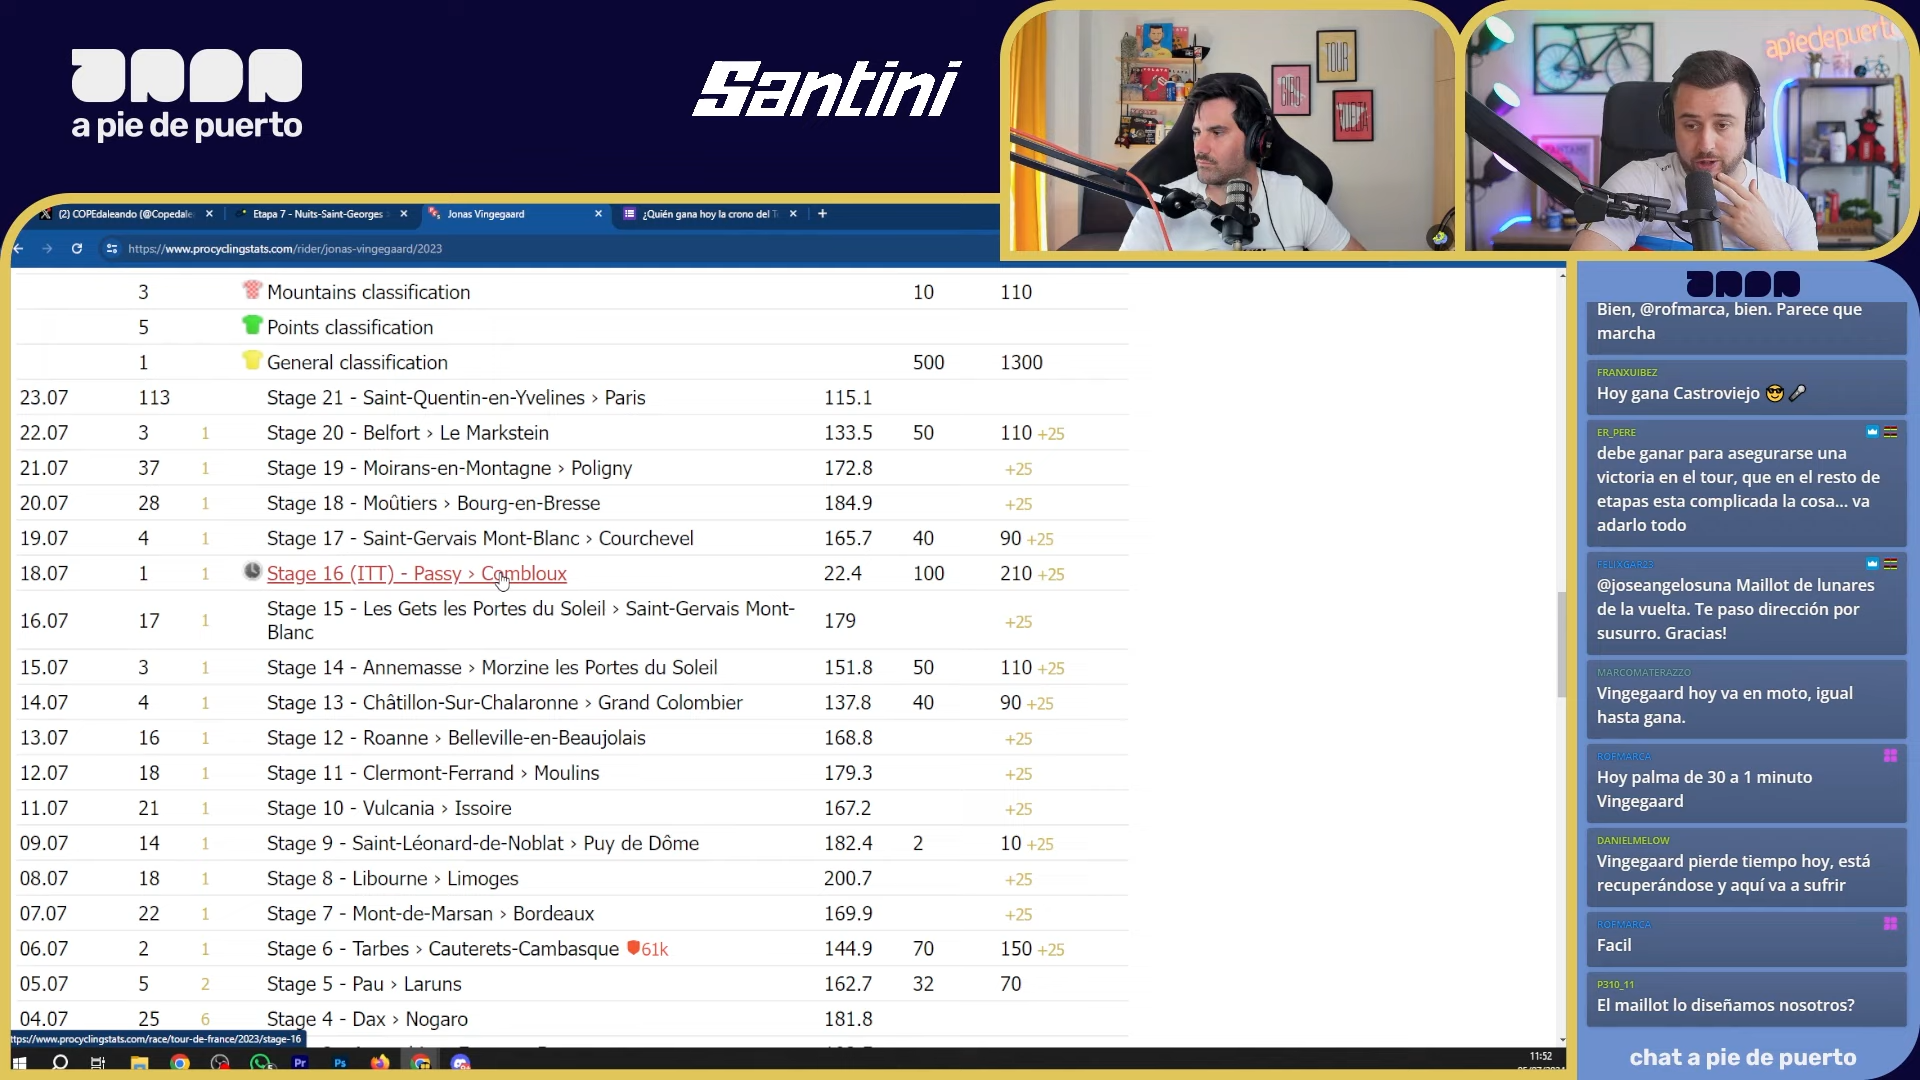 a pie de puerto
Santini
TOUR
GIRO
VUELTA
apiedepuerto
(2) COPEdaleando (@Copedale
Etapa 7 - Nuits-Saint-Georges
Jonas Vingegaard
¿Quién gana hoy la crono del T
https://www.procyclingstats.com/rider/jonas-vingegaard/2023
3 Mountains classification 10 110
5 Points classification
1 General classification 500 1300
23.07 113 Stage 21 - Saint-Quentin-en-Yvelines › Paris 115.1
22.07 3 1 Stage 20 - Belfort › Le Markstein 133.5 50 110 +25
21.07 37 1 Stage 19 - Moirans-en-Montagne › Poligny 172.8 +25
20.07 28 1 Stage 18 - Moûtiers › Bourg-en-Bresse 184.9 +25
19.07 4 1 Stage 17 - Saint-Gervais Mont-Blanc › Courchevel 165.7 40 90 +25
18.07 1 1 Stage 16 (ITT) - Passy › Combloux 22.4 100 210 +25
16.07 17 1 Stage 15 - Les Gets les Portes du Soleil › Saint-Gervais Mont-
Blanc 179 +25
15.07 3 1 Stage 14 - Annemasse › Morzine les Portes du Soleil 151.8 50 110 +25
14.07 4 1 Stage 13 - Châtillon-Sur-Chalaronne › Grand Colombier 137.8 40 90 +25
13.07 16 1 Stage 12 - Roanne › Belleville-en-Beaujolais 168.8 +25
12.07 18 1 Stage 11 - Clermont-Ferrand › Moulins 179.3 +25
11.07 21 1 Stage 10 - Vulcania › Issoire 167.2 +25
09.07 14 1 Stage 9 - Saint-Léonard-de-Noblat › Puy de Dôme 182.4 2 10 +25
08.07 18 1 Stage 8 - Libourne › Limoges 200.7 +25
07.07 22 1 Stage 7 - Mont-de-Marsan › Bordeaux 169.9 +25
06.07 2 1 Stage 6 - Tarbes › Cauterets-Cambasque 61k 144.9 70 150 +25
05.07 5 2 Stage 5 - Pau › Laruns 162.7 32 70
04.07 25 6 Stage 4 - Dax › Nogaro 181.8
ttps://www.procyclingstats.com/race/tour-de-france/2023/stage-16
11:52
Bien, @rofmarca, bien. Parece que
marcha
FRANXUIBEZ
Hoy gana Castroviejo
ER_PERE
debe ganar para asegurarse una
victoria en el tour, que en el resto de
etapas esta complicada la cosa... va
adarlo todo
FELIXGAR23
@joseangelosuna Maillot de lunares
de la vuelta. Te paso dirección por
susurro. Gracias!
MARCOMATERAZZO
Vingegaard hoy va en moto, igual
hasta gana.
ROFMARCA
Hoy palma de 30 a 1 minuto
Vingegaard
DANIELMELOW
Vingegaard pierde tiempo hoy, está
recuperándose y aquí va a sufrir
ROFMARCA
Facil
P310_11
El maillot lo diseñamos nosotros?
chat a pie de puerto